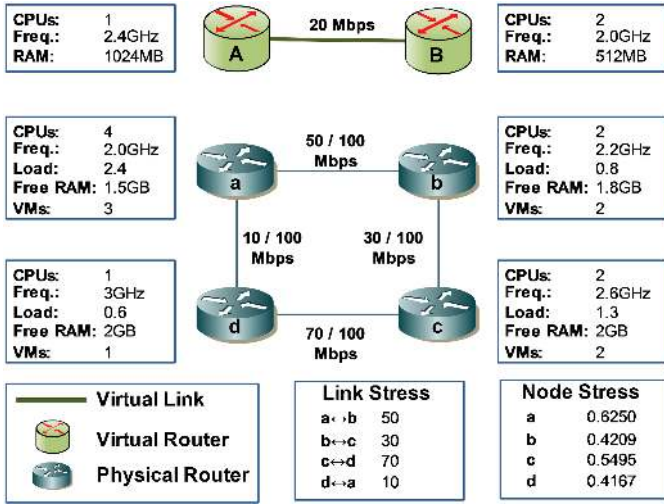 CPUs: 1
Freq.: 2.4GHz
RAM: 1024MB
A
20 Mbps
B
CPUs: 2
Freq.: 2.0GHz
RAM: 512MB
CPUs: 4
Freq.: 2.0GHz
Load: 2.4
Free RAM: 1.5GB
VMs: 3
a
50 / 100
Mbps
b
CPUs: 2
Freq.: 2.2GHz
Load: 0.8
Free RAM: 1.8GB
VMs: 2
10 / 100
Mbps
30 / 100
Mbps
CPUs: 1
Freq.: 3GHz
Load: 0.6
Free RAM: 2GB
VMs: 1
d
70 / 100
Mbps
c
CPUs: 2
Freq.: 2.6GHz
Load: 1.3
Free RAM: 2GB
VMs: 2
Virtual Link
Virtual Router
Physical Router
Link Stress
a↔b 50
b↔c 30
c↔d 70
d↔a 10
Node Stress
a 0.6250
b 0.4209
c 0.5495
d 0.4167